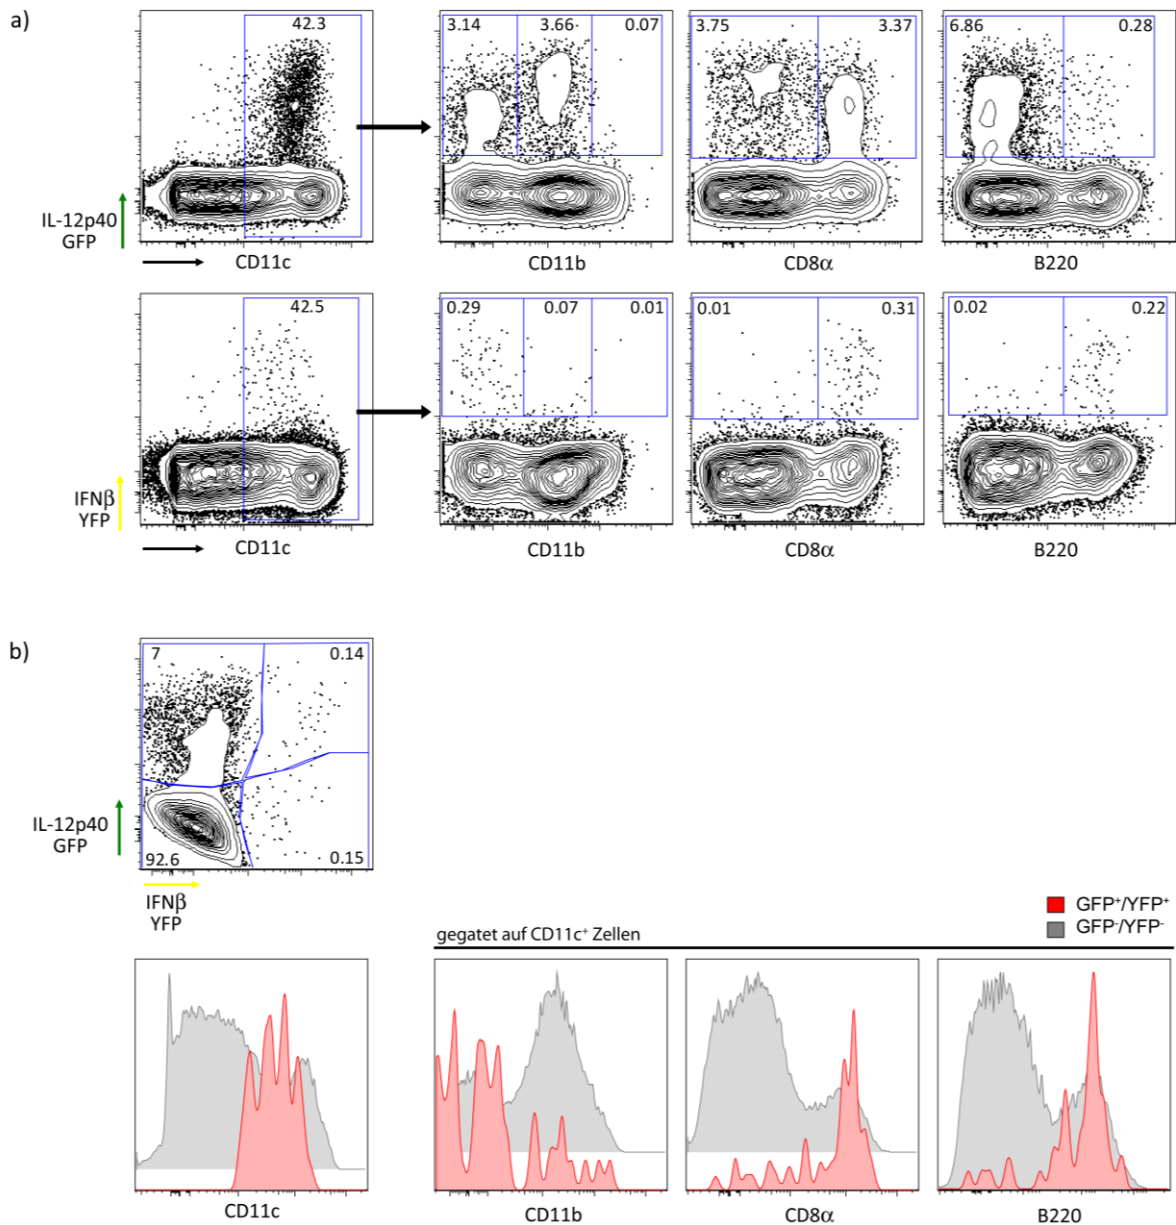 a)
42.3
3.14 3.66 0.07
3.75 3.37
6.86 0.28
IL-12p40
GFP
CD11c
CD11b
CD8α
B220
42.5
0.29 0.07 0.01
0.01 0.31
0.02 0.22
IFNβ
YFP
CD11c
CD11b
CD8α
B220
b)
7 0.14
IL-12p40
GFP
92.6 0.15
IFNβ
YFP
GFP⁺/YFP⁺
GFP⁻/YFP⁻
gegatet auf CD11c⁺ Zellen
CD11c
CD11b
CD8α
B220